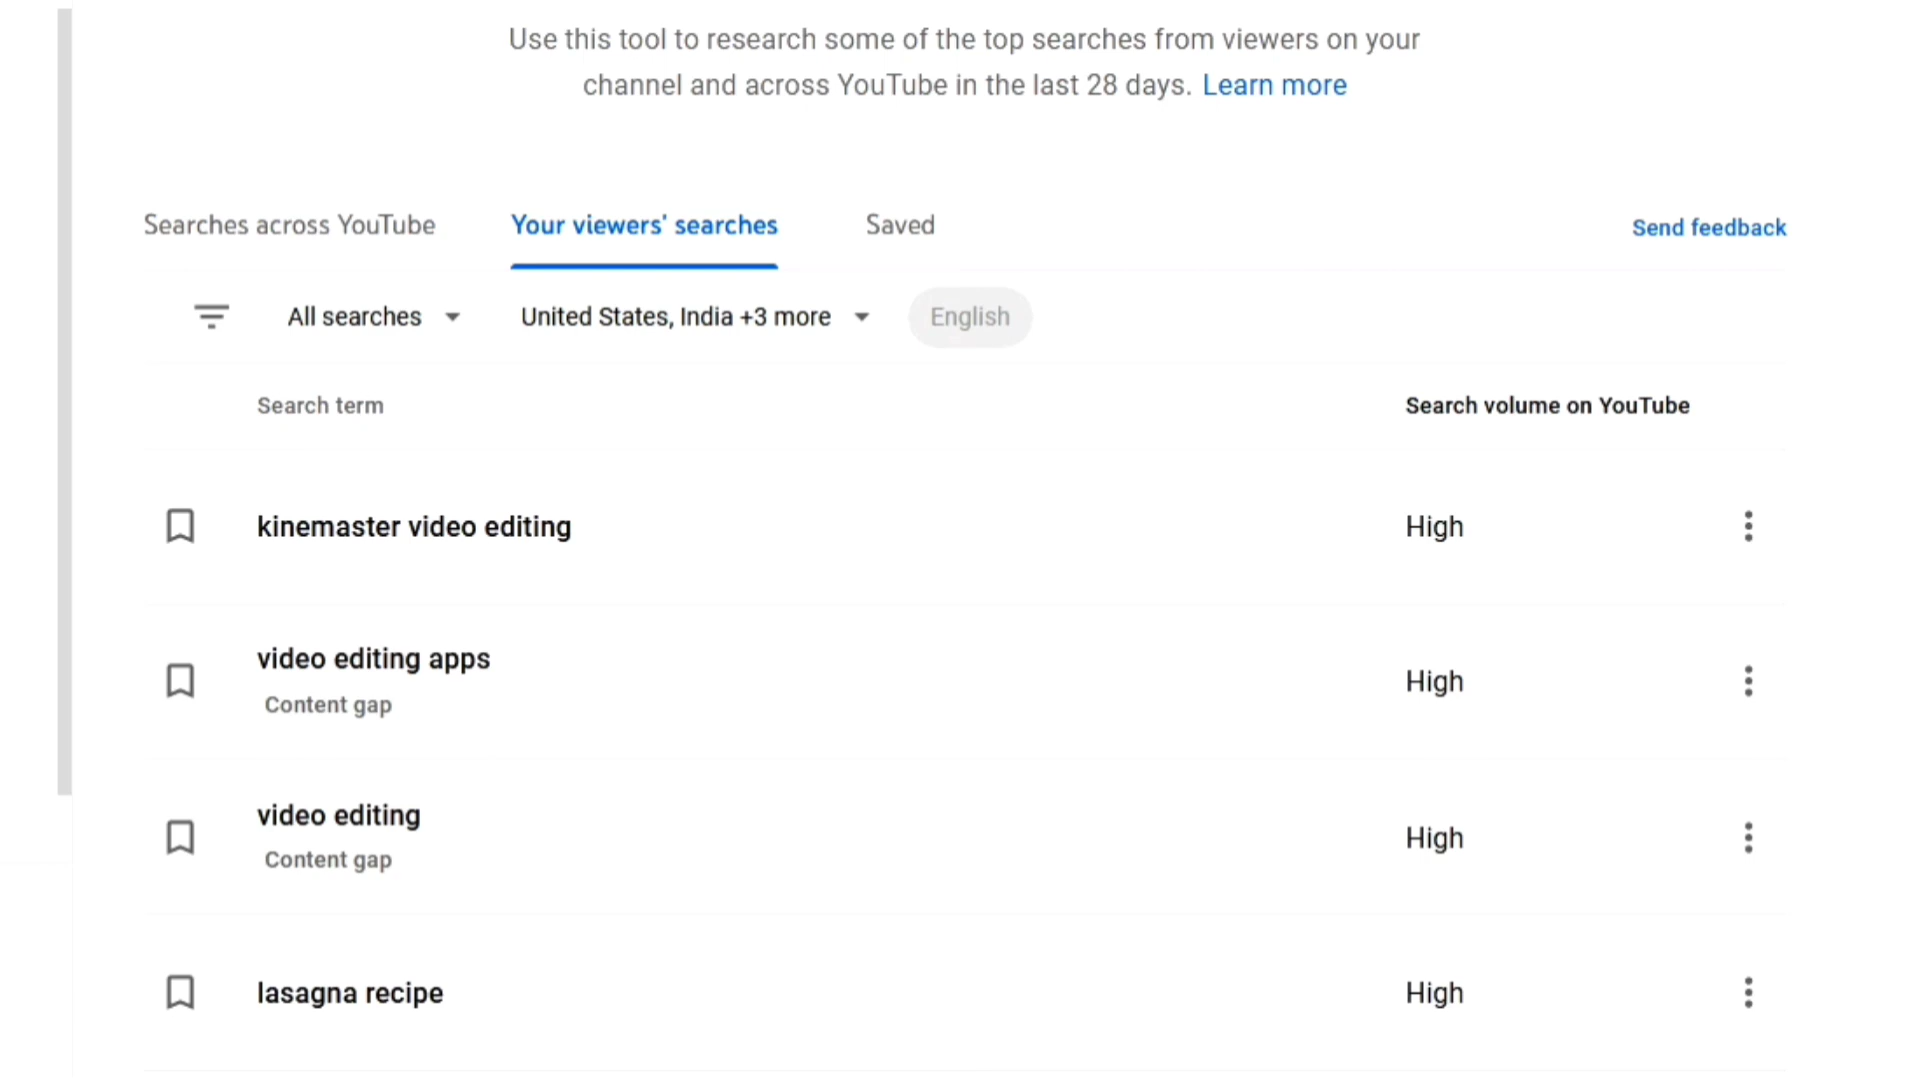 Use this tool to research some of the top searches from viewers on your
channel and across YouTube in the last 28 days. Learn more
Searches across YouTube
Your viewers' searches
Saved
Send feedback
All searches
United States, India +3 more
English
Search term
Search volume on YouTube
kinemaster video editing
High
video editing apps
Content gap
High
video editing
Content gap
High
lasagna recipe
High